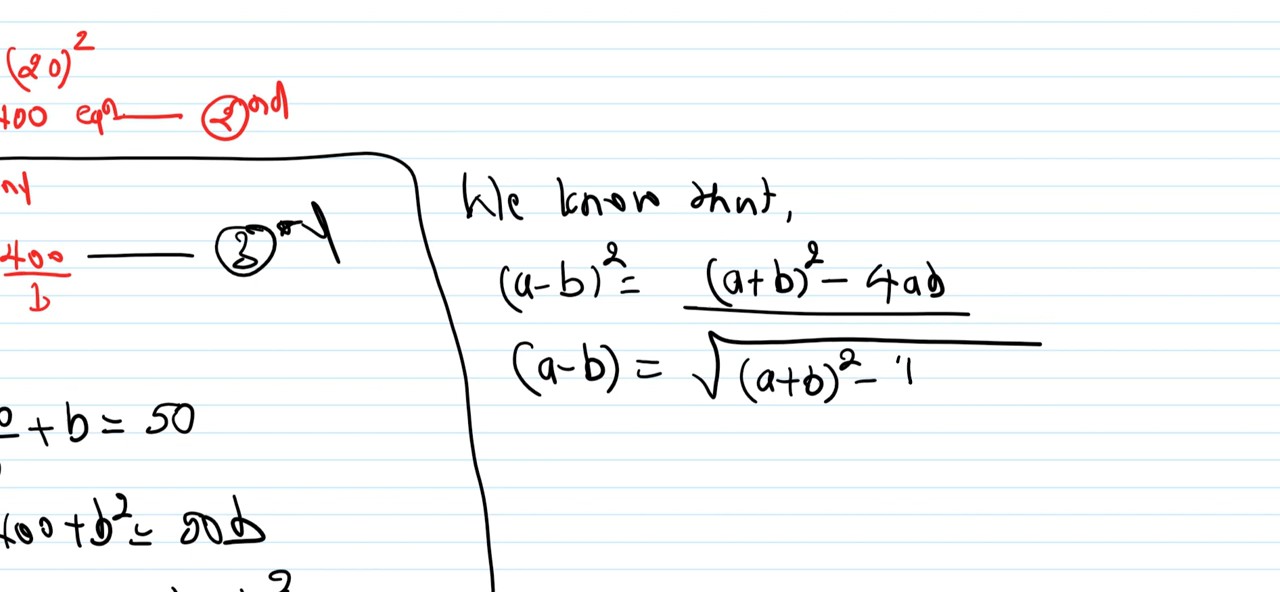 (20)²
400 eqn — 2nd
400/b — 3rd
+ b = 50
400 + b² = 50b
We know that,
(a-b)² = (a+b)² - 4ab
(a-b) = √(a+b)² -